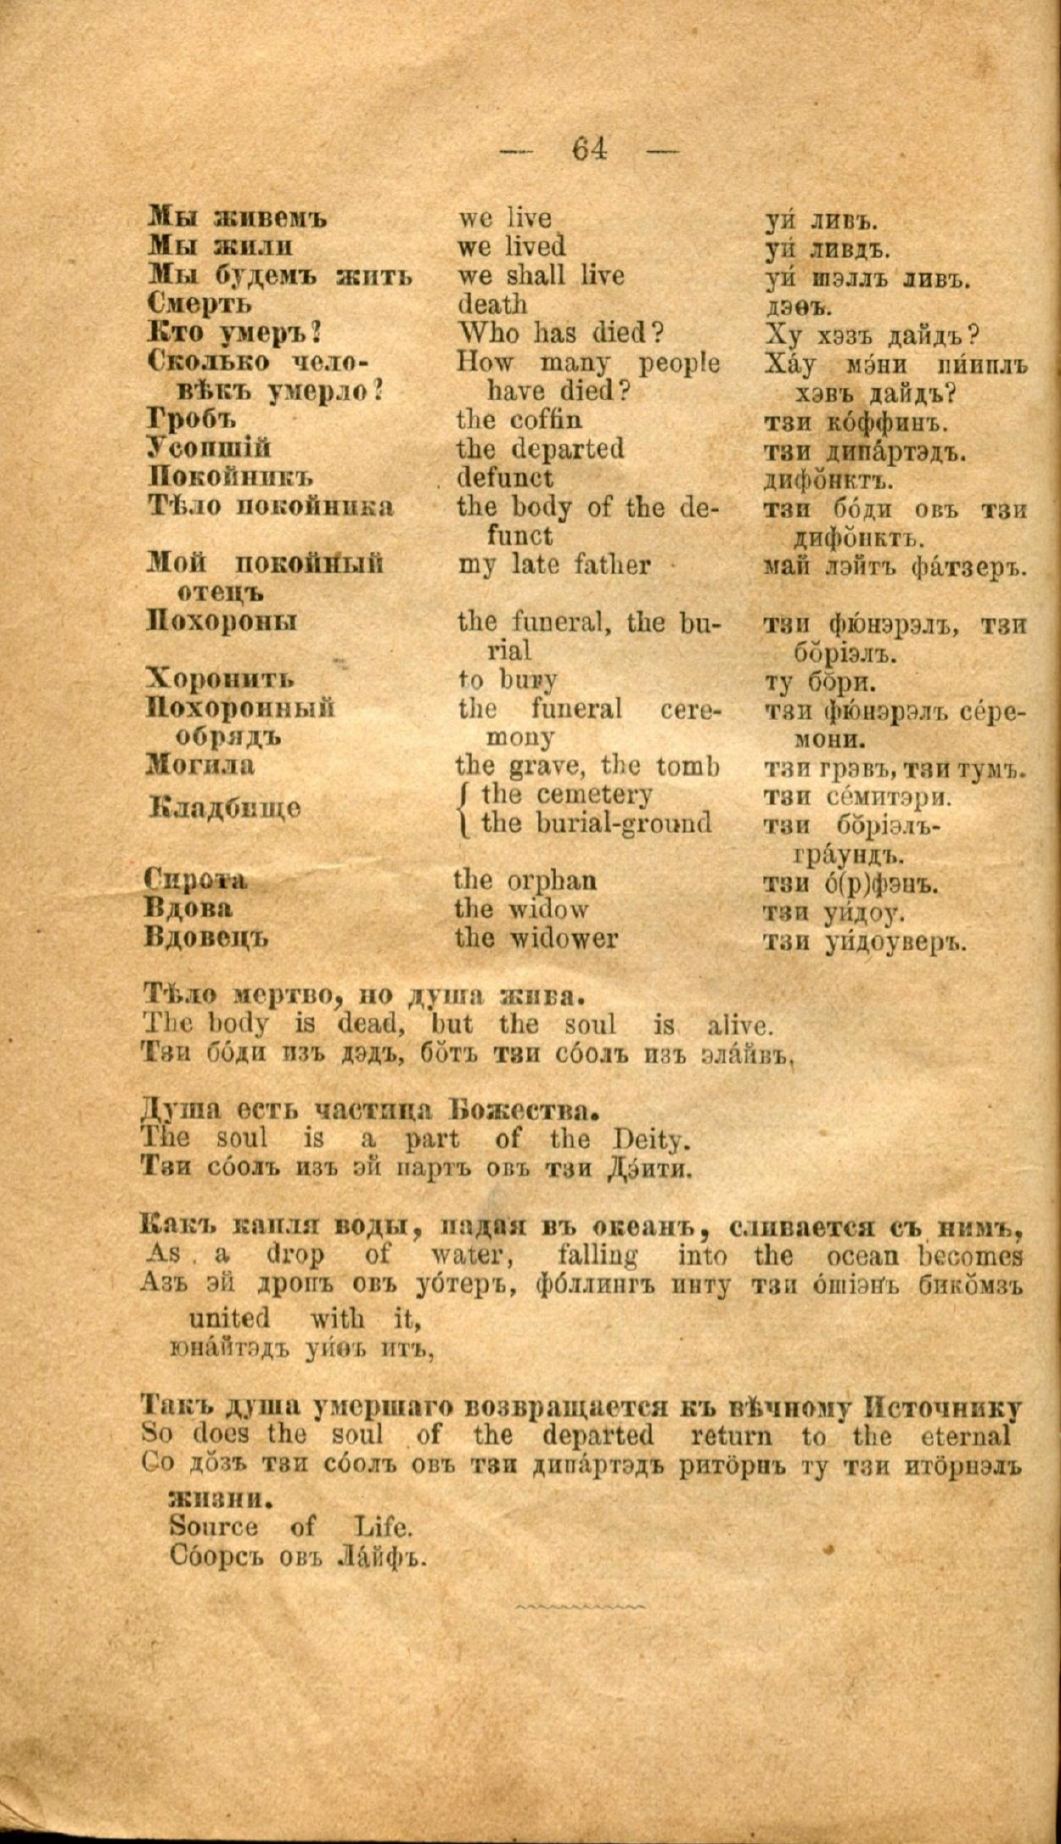 — 64 —
Мы живемъ we live уи́ ливъ.
Мы жили we lived уи́ ливдъ.
Мы будемъ жить we shall live уи́ шэллъ ливъ.
Смерть death дэѳъ.
Кто умеръ? Who has died? Ху хэзъ дайдъ?
Сколько чело- How many people Ха́у мэ́ни пи́иплъ
вѣкъ умерло? have died? хэвъ дайдъ?
Гробъ the coffin тзи ко́ффинъ.
Усопшій the departed тзи дипа́ртэдъ.
Покойникъ defunct дифо̆нктъ.
Тѣло покойника the body of the de- тзи бо́ди овъ тзи
funct дифо̆нктъ.
Мой покойный my late father май лэйтъ фа́тзеръ.
отецъ
Похороны the funeral, the bu- тзи фю́нэрэлъ, тзи
rial бо̆ріэлъ.
Хоронить to bury ту бо̆ри.
Похоронный the funeral cere- тзи фю́нэрэлъ се́ре-
обрядъ mony мони.
Могила the grave, the tomb тзи грэвъ, тзи тумъ.
Кладбище { the cemetery тзи се́митэри.
the burial-ground тзи бо̆ріэлъ-
гра́ундъ.
Сирота the orphan тзи о́(р)фэнъ.
Вдова the widow тзи уи́доу.
Вдовецъ the widower тзи уи́доуверъ.
Тѣло мертво, но душа жива.
The body is dead, but the soul is alive.
Тзи бо́ди изъ дэдъ, бо̆тъ тзи со́олъ изъ эла́йвъ.
Душа есть частица Божества.
The soul is a part of the Deity.
Тзи со́олъ изъ эй партъ овъ тзи Дэ́ити.
Какъ капля воды, падая въ океанъ, сливается съ нимъ,
As a drop of water, falling into the ocean becomes
Азъ эй дропъ овъ уо́теръ, фо́ллингъ инту тзи о́шіэнъ бико̆мзъ
united with it,
юна́йтэдъ уи́ѳъ итъ,
Такъ душа умершаго возвращается къ вѣчному Источнику
So does the soul of the departed return to the eternal
Со до̆зъ тзи со́олъ овъ тзи дипа́ртэдъ рито̆рнъ ту тзи ито̆рнэлъ
жизни.
Source of Life.
Со́орсъ овъ Ла́йфъ.